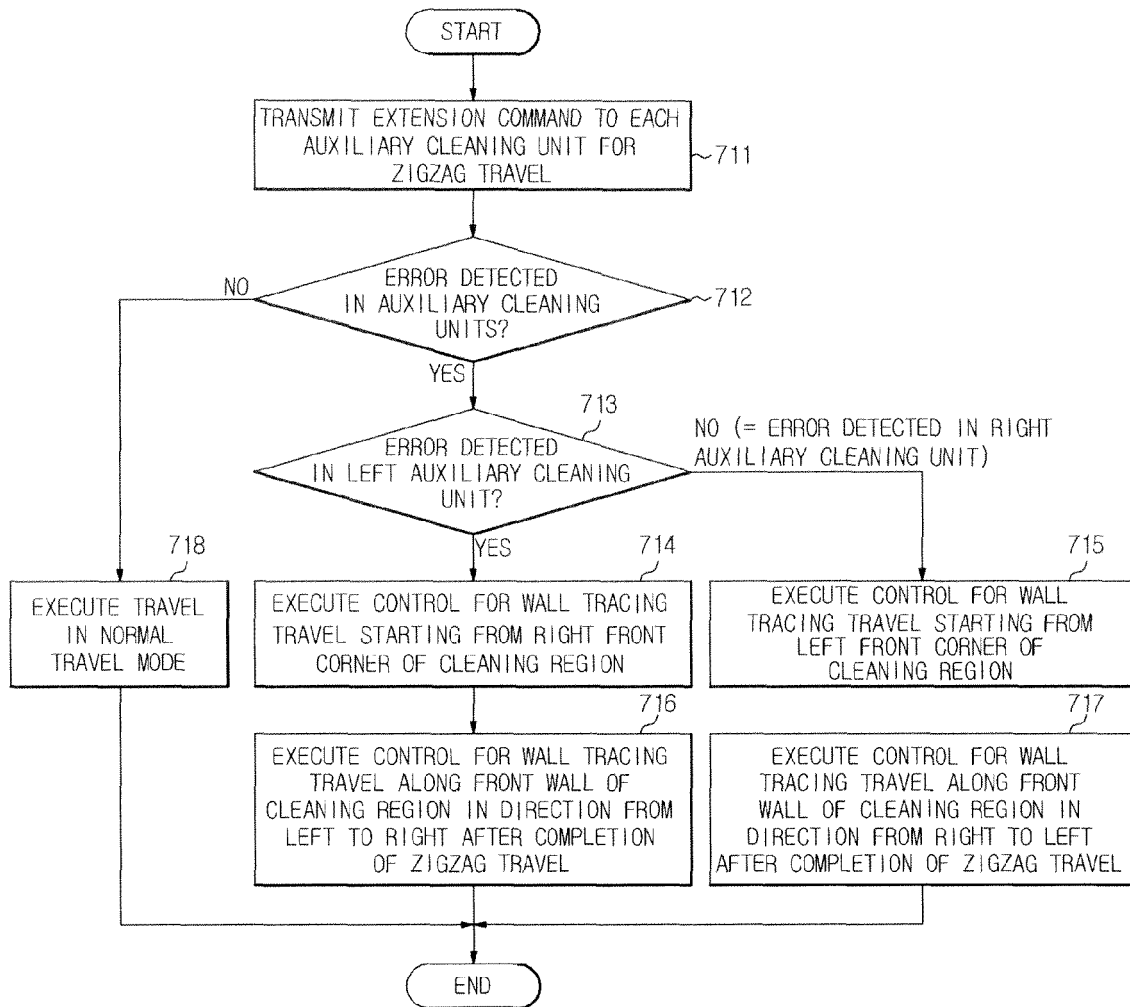 START
TRANSMIT EXTENSION COMMAND TO EACH
AUXILIARY CLEANING UNIT FOR
ZIGZAG TRAVEL
711
ERROR DETECTED
IN AUXILIARY CLEANING
UNITS?
712
NO
YES
713
ERROR DETECTED
IN LEFT AUXILIARY CLEANING
UNIT?
NO (= ERROR DETECTED IN RIGHT
AUXILIARY CLEANING UNIT)
YES
718
EXECUTE TRAVEL
IN NORMAL
TRAVEL MODE
714
EXECUTE CONTROL FOR WALL TRACING
TRAVEL STARTING FROM RIGHT FRONT
CORNER OF CLEANING REGION
715
EXECUTE CONTROL FOR WALL
TRACING TRAVEL STARTING FROM
LEFT FRONT CORNER OF
CLEANING REGION
716
EXECUTE CONTROL FOR WALL TRACING
TRAVEL ALONG FRONT WALL OF
CLEANING REGION IN DIRECTION FROM
LEFT TO RIGHT AFTER COMPLETION
OF ZIGZAG TRAVEL
717
EXECUTE CONTROL FOR WALL
TRACING TRAVEL ALONG FRONT
WALL OF CLEANING REGION IN
DIRECTION FROM RIGHT TO LEFT
AFTER COMPLETION OF ZIGZAG TRAVEL
END